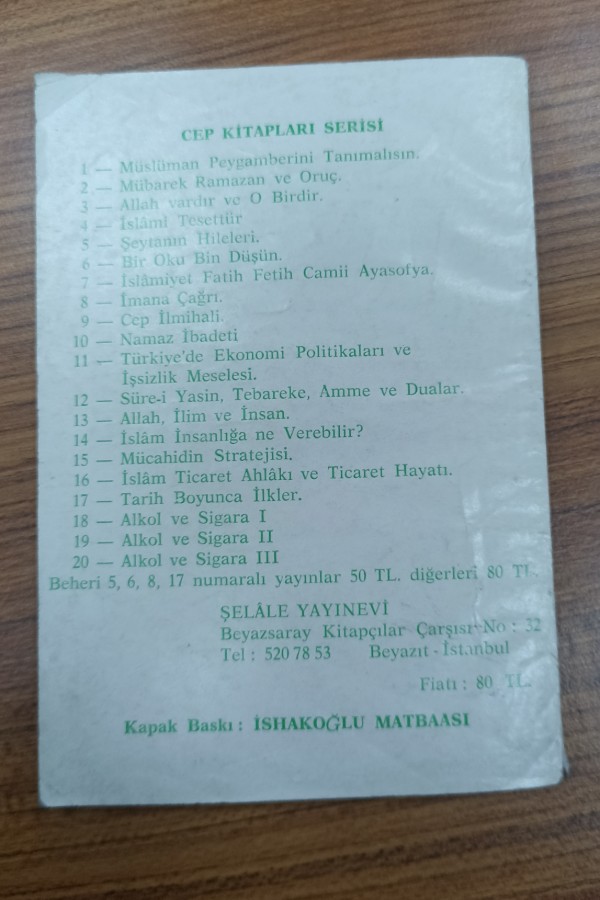 CEP KİTAPLARI SERİSİ
1 — Müslüman Peygamberini Tanımalısın.
2 — Mübarek Ramazan ve Oruç.
3 — Allah vardır ve O Birdir.
4 — İslâmî Tesettür
5 — Şeytanın Hileleri.
6 — Bir Oku Bin Düşün.
7 — İslâmiyet Fatih Fetih Camii Ayasofya.
8 — İmana Çağrı.
9 — Cep İlmihali.
10 — Namaz İbadeti
11 — Türkiye'de Ekonomi Politikaları ve
İşsizlik Meselesi.
12 — Sûre-i Yasin, Tebareke, Amme ve Dualar.
13 — Allah, İlim ve İnsan.
14 — İslâm İnsanlığa ne Verebilir?
15 — Mücahidin Stratejisi.
16 — İslâm Ticaret Ahlâkı ve Ticaret Hayatı.
17 — Tarih Boyunca İlkler.
18 — Alkol ve Sigara I
19 — Alkol ve Sigara II
20 — Alkol ve Sigara III
Beheri 5, 6, 8, 17 numaralı yayınlar 50 TL. diğerleri 80 TL.
ŞELÂLE YAYINEVİ
Beyazsaray Kitapçılar Çarşısı No : 32
Tel : 520 78 53 Beyazıt - İstanbul
Fiatı : 80 TL.
Kapak Baskı : İSHAKOĞLU MATBAASI